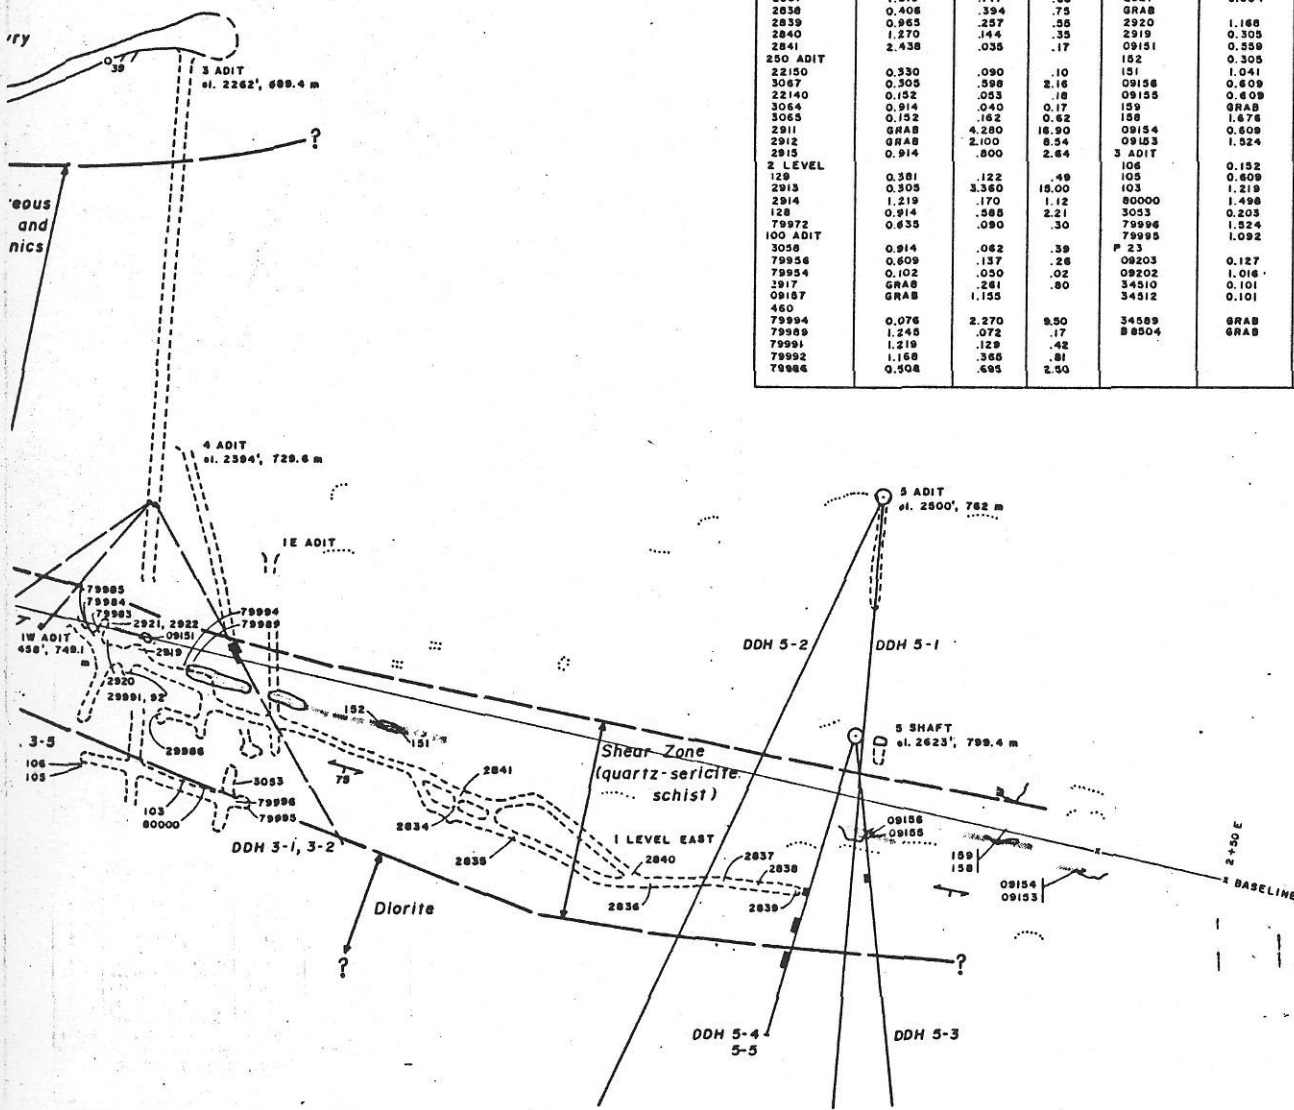 2838 0.406 .394 .75 GRAB
2839 0.965 .257 .55 2920 1.168
2840 1.270 .144 .35 2919 0.305
2841 2.438 .035 .17 09151 0.559
250 ADIT 152 0.305
22150 0.330 .090 .10 151 1.041
3067 0.305 .598 2.16 09156 0.609
22140 0.152 .053 .18 09155 0.609
3064 0.914 .040 0.17 159 GRAB
3065 0.152 .162 0.62 158 1.676
2911 GRAB 4.280 16.90 09154 0.609
2912 GRAB 2.100 8.54 09153 1.524
2915 0.914 .800 2.64 3 ADIT
2 LEVEL 106 0.152
129 0.381 .122 .49 105 0.609
2913 0.305 3.360 15.00 103 1.219
2914 1.219 .170 1.12 80000 1.498
128 0.914 .585 2.21 3053 0.203
79972 0.635 .090 .30 79996 1.524
100 ADIT 79995 1.092
3058 0.914 .062 .39 P 23
79956 0.609 .137 .26 09203 0.127
79954 0.102 .050 .02 09202 1.016
2917 GRAB .261 .80 34510 0.101
09157 GRAB 1.155 34512 0.101
460
79994 0.076 2.270 9.50 34589 GRAB
79989 1.245 .072 .17 B8504 GRAB
79991 1.219 .129 .42
79992 1.168 .365 .81
79986 0.508 .695 2.50
39
3 ADIT
el. 2262', 689.4 m
?
eous
and
nics
4 ADIT
el. 2394', 729.6 m
1E ADIT
5 ADIT
el. 2500', 762 m
79985
79984
79983
2921, 2922
09151
2919
79994
79989
1W ADIT
458', 749.1
m
2920
29991, 92
29986
152
151
75
DDH 5-2
DDH 5-1
5 SHAFT
el. 2623', 799.4 m
Shear Zone
(quartz-sericite
schist)
3-5
106
105
103
80000
3053
79996
79995
DDH 3-1, 3-2
2841
2834
2835
1 LEVEL EAST
2840
2836
2837
2838
2839
09156
09155
159
158
09154
09153
2+50 E
BASELINE
Diorite
?
?
DDH 5-4
5-5
DDH 5-3